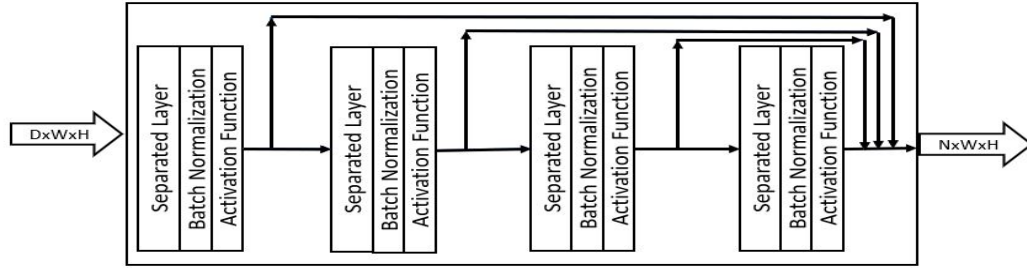 DxWxH
Separated Layer
Batch Normalization
Activation Function
Separated Layer
Batch Normalization
Activation Function
Separated Layer
Batch Normalization
Activation Function
Separated Layer
Batch Normalization
Activation Function
NxWxH